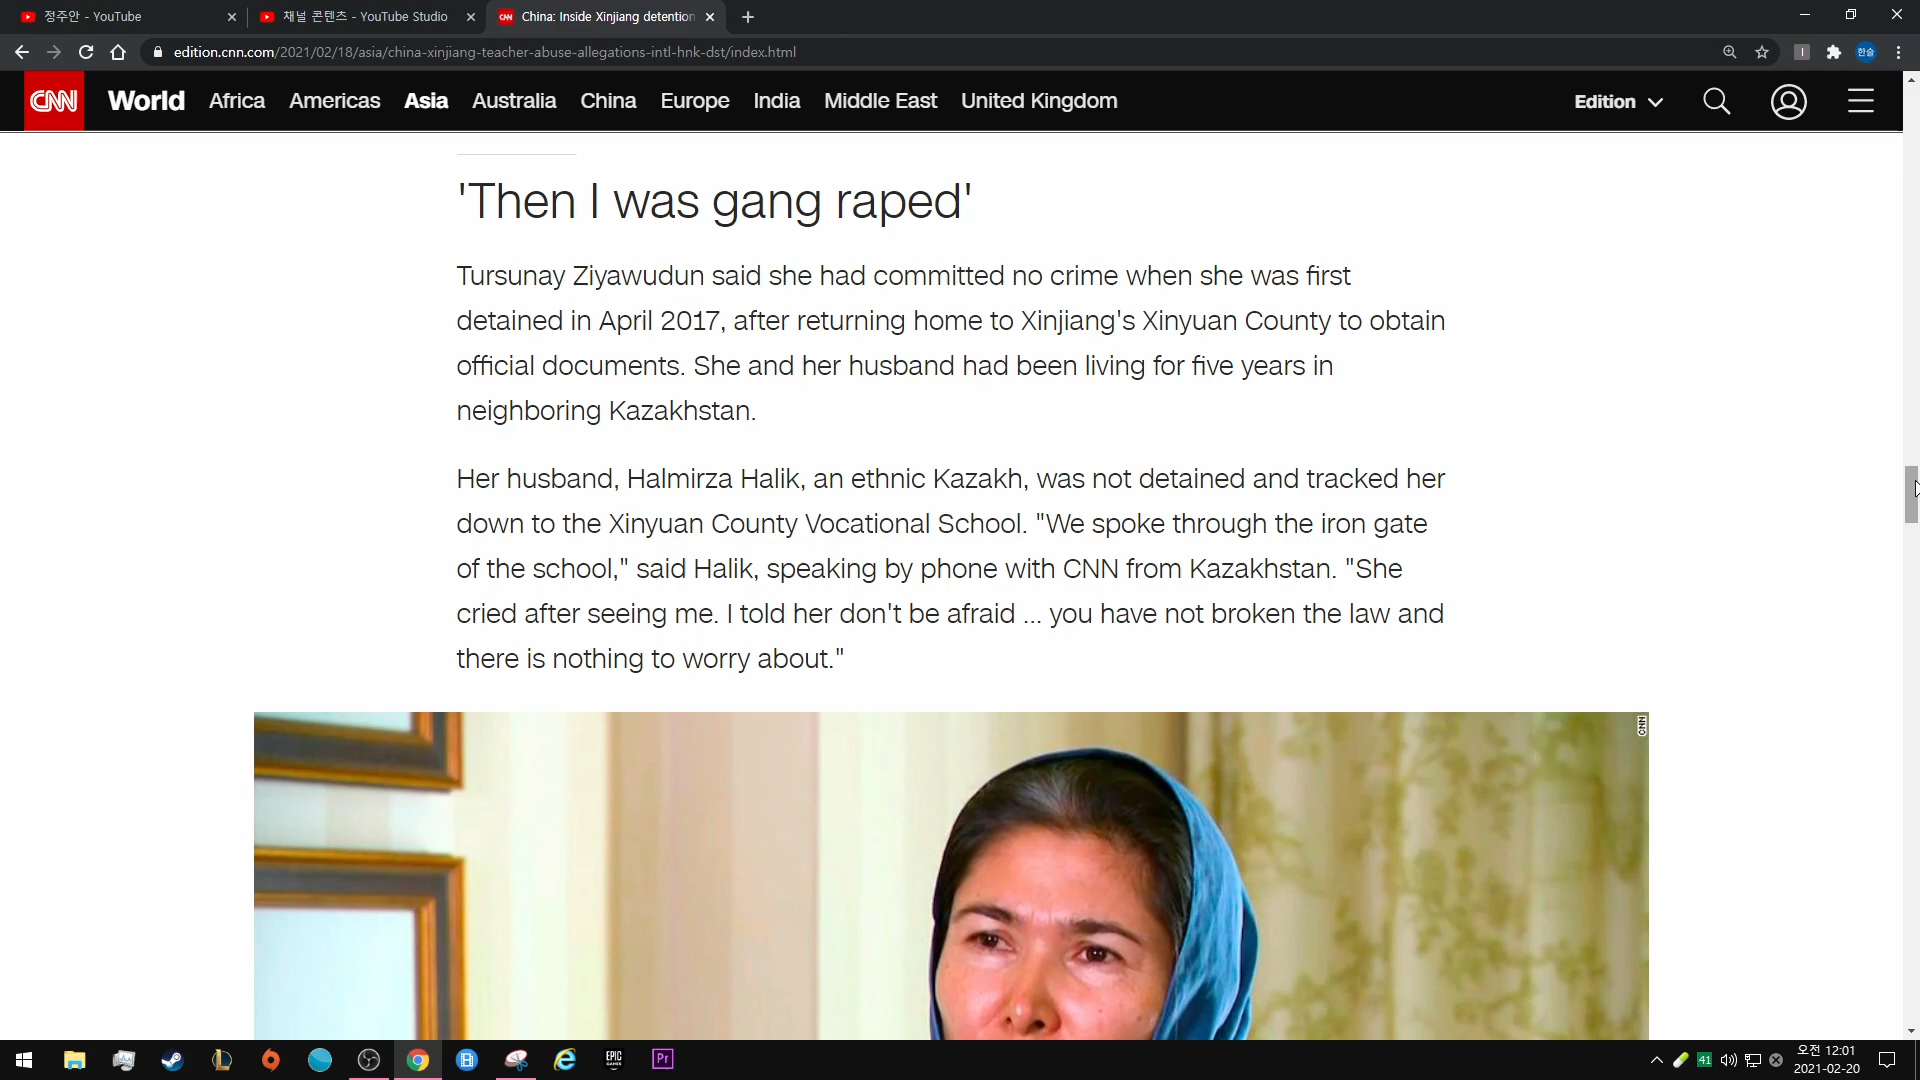 정주안 - YouTube
채널 콘텐츠 - YouTube Studio
CNN
China: Inside Xinjiang detention
edition.cnn.com/2021/02/18/asia/china-xinjiang-teacher-abuse-allegations-intl-hnk-dst/index.html
I
한솔
CNN World Africa Americas Asia Australia China Europe India Middle East United Kingdom Edition
'Then I was gang raped'
Tursunay Ziyawudun said she had committed no crime when she was first
detained in April 2017, after returning home to Xinjiang's Xinyuan County to obtain
official documents. She and her husband had been living for five years in
neighboring Kazakhstan.
Her husband, Halmirza Halik, an ethnic Kazakh, was not detained and tracked her
down to the Xinyuan County Vocational School. "We spoke through the iron gate
of the school," said Halik, speaking by phone with CNN from Kazakhstan. "She
cried after seeing me. I told her don't be afraid ... you have not broken the law and
there is nothing to worry about."
CNN
EPIC
GAMES
Pr
41
오전 12:01
2021-02-20